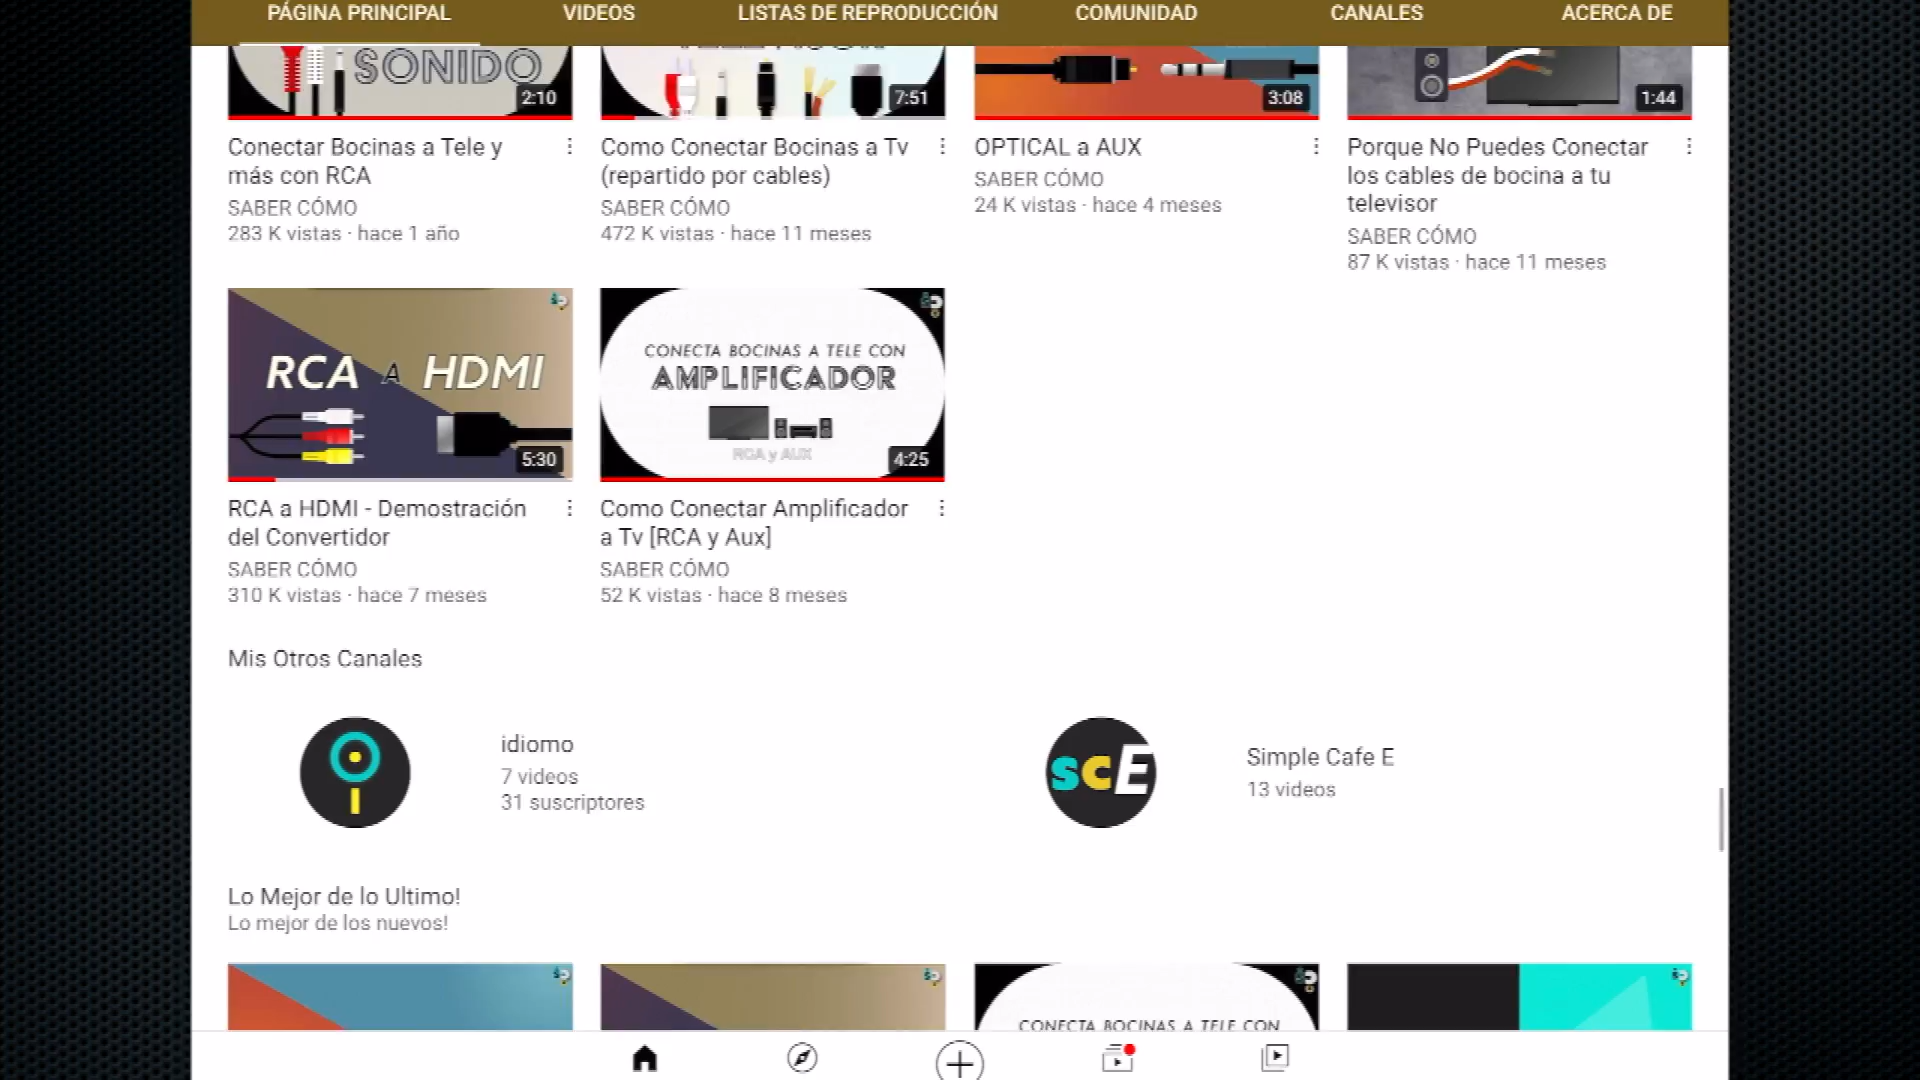 PÁGINA PRINCIPAL VIDEOS LISTAS DE REPRODUCCIÓN COMUNIDAD CANALES ACERCA DE
SONIDO
2:10 7:51 3:08 1:44
Conectar Bocinas a Tele y
más con RCA
SABER CÓMO
283 K vistas · hace 1 año
Como Conectar Bocinas a Tv
(repartido por cables)
SABER CÓMO
472 K vistas · hace 11 meses
OPTICAL a AUX
SABER CÓMO
24 K vistas · hace 4 meses
Porque No Puedes Conectar
los cables de bocina a tu
televisor
SABER CÓMO
87 K vistas · hace 11 meses
RCA A HDMI
5:30
RCA a HDMI - Demostración
del Convertidor
SABER CÓMO
310 K vistas · hace 7 meses
CONECTA BOCINAS A TELE CON
AMPLIFICADOR
RCA y AUX
4:25
Como Conectar Amplificador
a Tv [RCA y Aux]
SABER CÓMO
52 K vistas · hace 8 meses
Mis Otros Canales
idiomo
7 videos
31 suscriptores
scE
Simple Cafe E
13 videos
Lo Mejor de lo Ultimo!
Lo mejor de los nuevos!
CONECTA BOCINAS A TELE CON